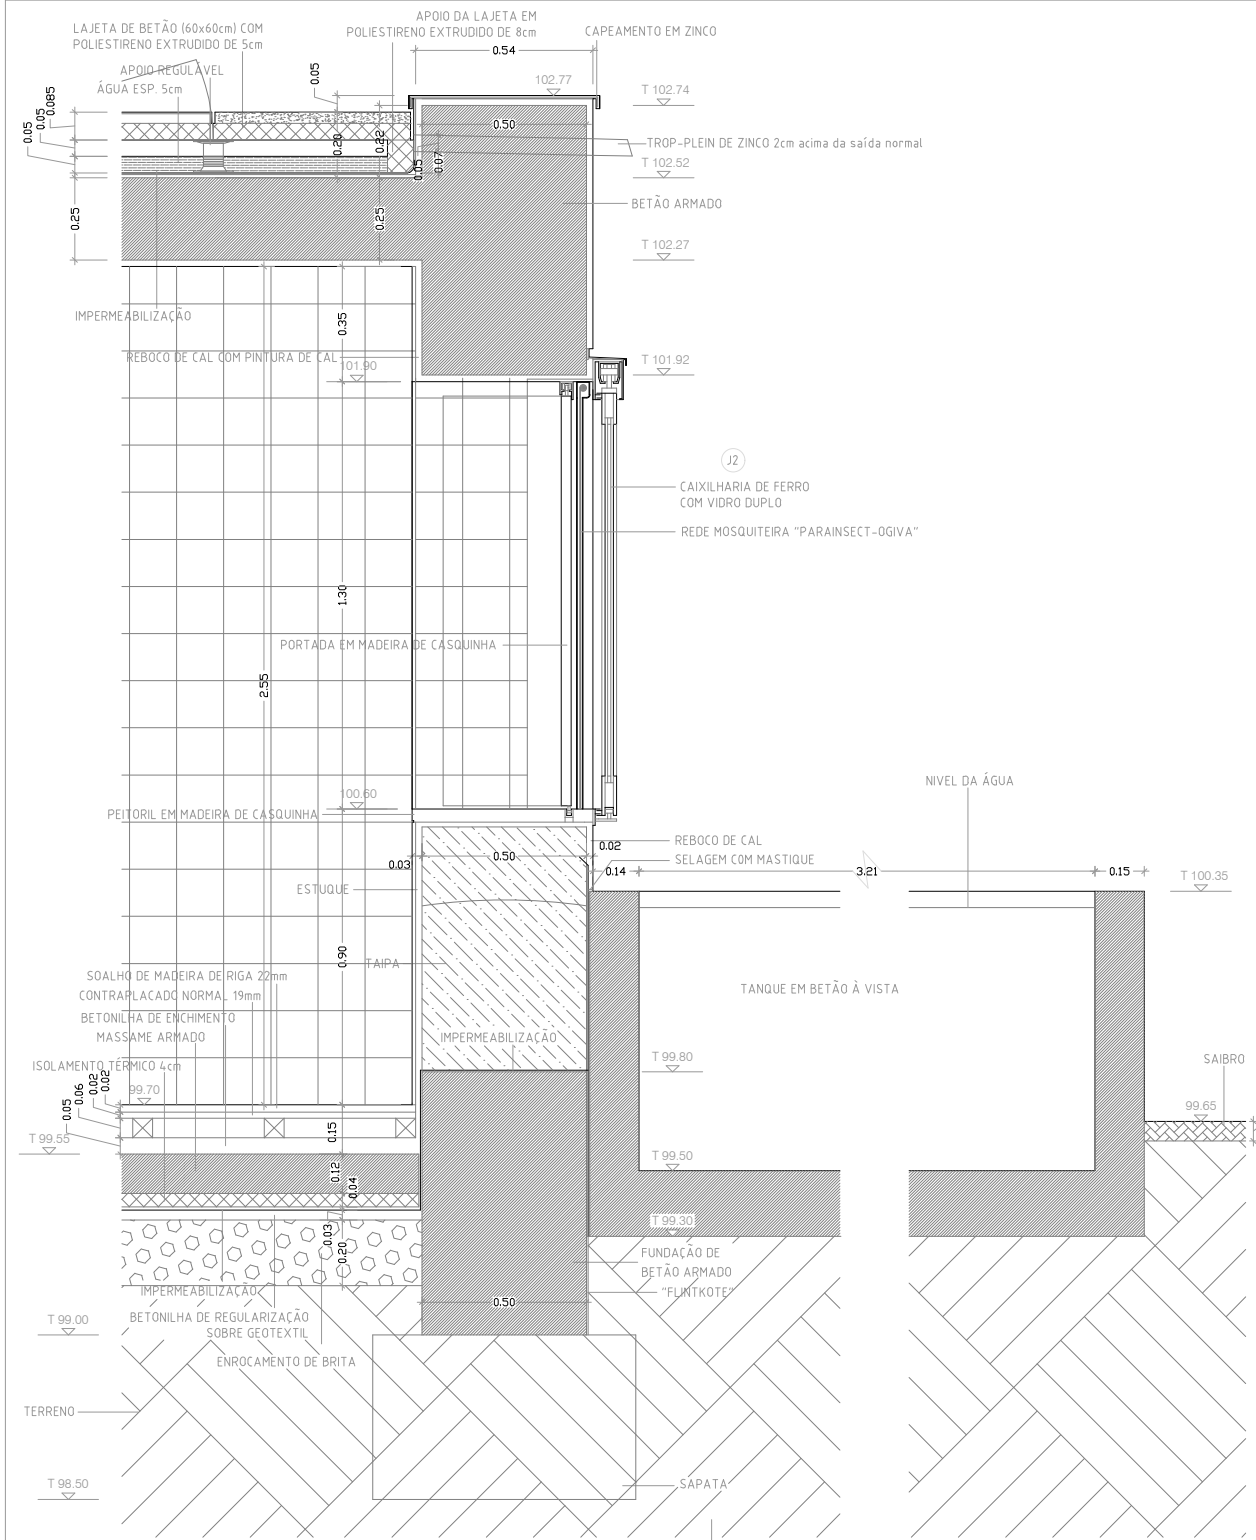 LAJETA DE BETÃO (60x60cm) COM
POLIESTIRENO EXTRUDIDO DE 5cm
APOIO DA LAJETA EM
POLIESTIRENO EXTRUDIDO DE 8cm
CAPEAMENTO EM ZINCO
0.54
APOIO REGULÁVEL
ÁGUA ESP. 5cm
0.05
102.77
T 102.74
0.085
0.05
0.05
0.50
0.20
0.22
0.05
0.07
TROP-PLEIN DE ZINCO 2cm acima da saída normal
T 102.52
BETÃO ARMADO
0.25
0.25
T 102.27
IMPERMEABILIZAÇÃO
0.35
REBOCO DE CAL COM PINTURA DE CAL
101.90
T 101.92
J2
CAIXILHARIA DE FERRO
COM VIDRO DUPLO
REDE MOSQUITEIRA "PARAINSECT-OGIVA"
1.30
PORTADA EM MADEIRA DE CASQUINHA
2.55
NIVEL DA ÁGUA
100.60
PEITORIL EM MADEIRA DE CASQUINHA
REBOCO DE CAL
0.02
SELAGEM COM MASTIQUE
0.03
0.50
0.14
3.21
0.15
T 100.35
ESTUQUE
0.90
TAIPA
SOALHO DE MADEIRA DE RIGA 22mm
CONTRAPLACADO NORMAL 19mm
TANQUE EM BETÃO À VISTA
BETONILHA DE ENCHIMENTO
MASSAME ARMADO
IMPERMEABILIZAÇÃO
ISOLAMENTO TÉRMICO 4cm
T 99.80
SAIBRO
99.70
0.05
0.06
0.02
0.02
99.65
T 99.55
0.15
0.12
0.04
T 99.50
T 99.30
0.03
0.20
FUNDAÇÃO DE
BETÃO ARMADO
"FLINTKOTE"
IMPERMEABILIZAÇÃO
0.50
BETONILHA DE REGULARIZAÇÃO
SOBRE GEOTEXTIL
T 99.00
ENROCAMENTO DE BRITA
TERRENO
T 98.50
SAPATA